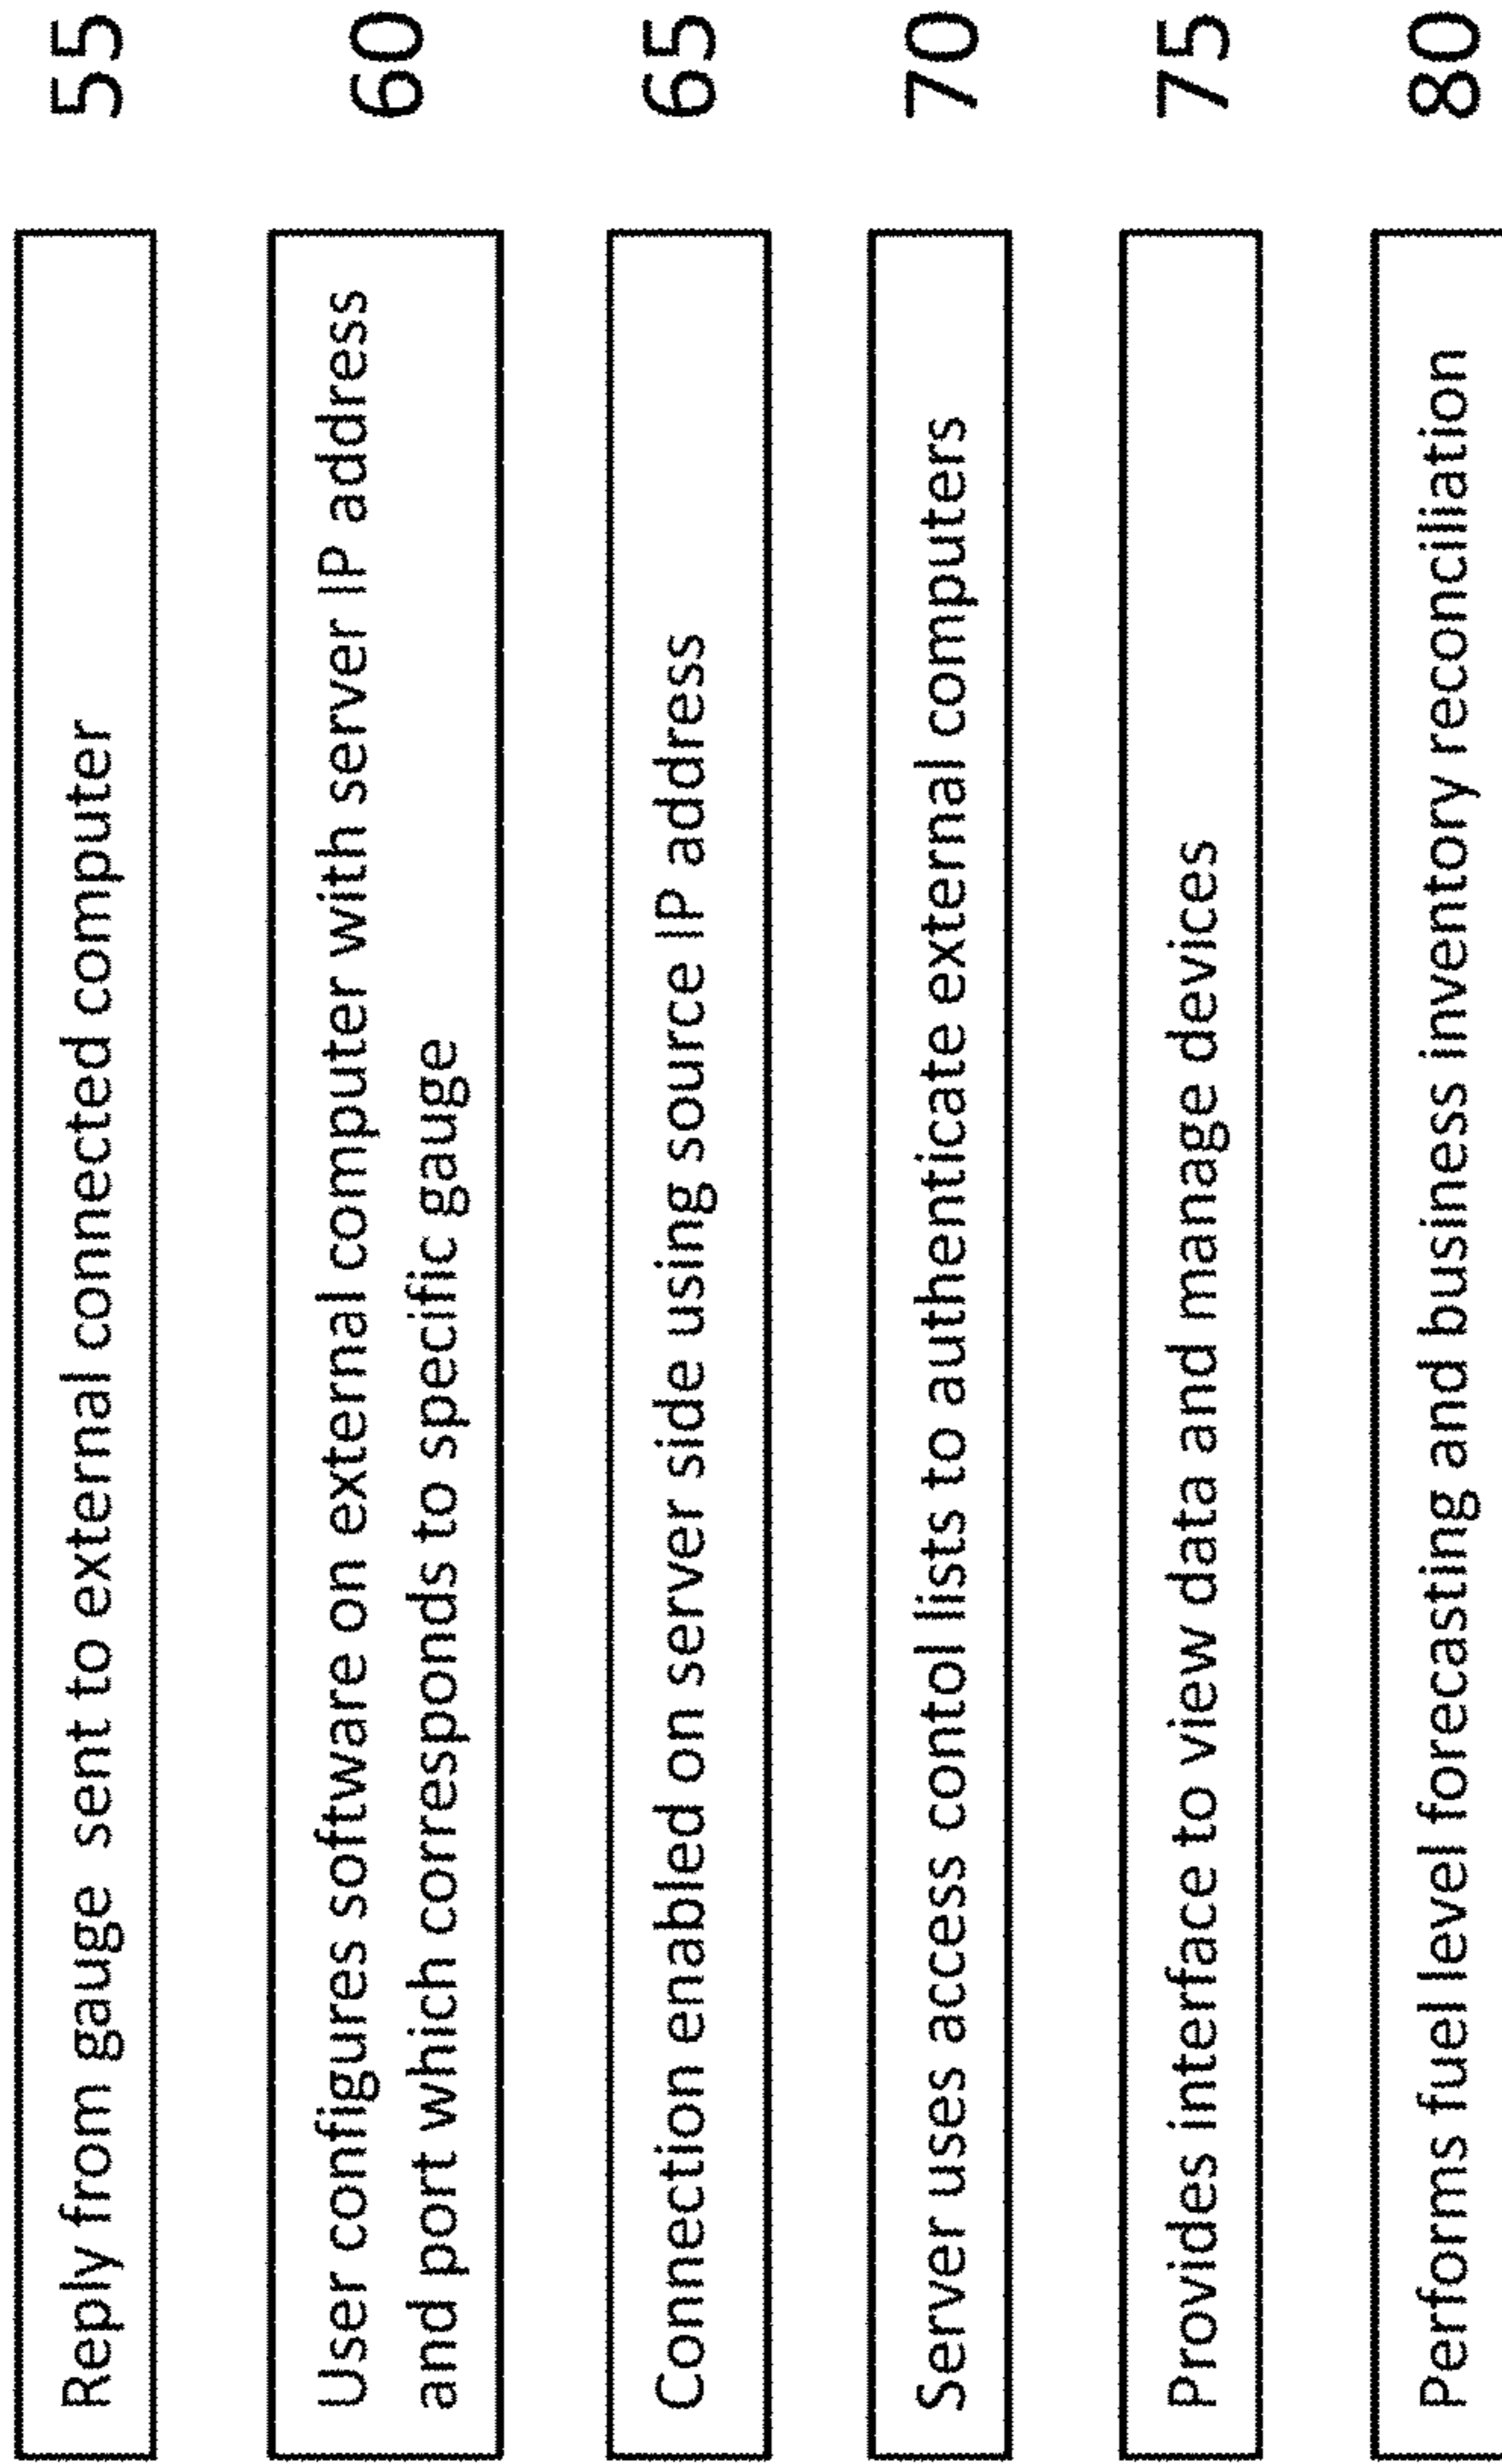 Reply from gauge sent to external connected computer 55
User configures software on external computer with server IP address 60
and port which corresponds to specific gauge
Connection enabled on server side using source IP address 65
Server uses access contol lists to authenticate external computers 70
Provides interface to view data and manage devices 75
Performs fuel level forecasting and business inventory reconciliation 80